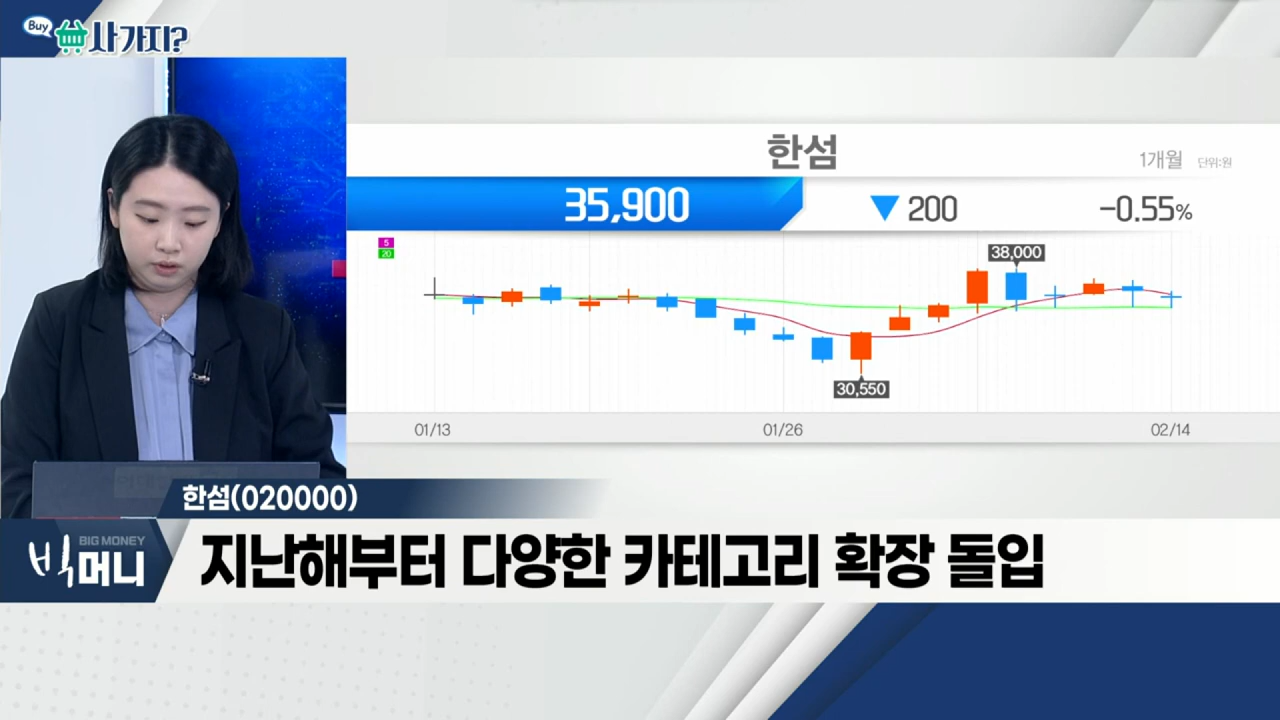 Buy
사가지?
한섬
1개월 단위:원
35,900 ▼200 -0.55%
5
20
38,000
30,550
01/13 01/26 02/14
한섬(020000)
BIG MONEY
빅머니
지난해부터 다양한 카테고리 확장 돌입